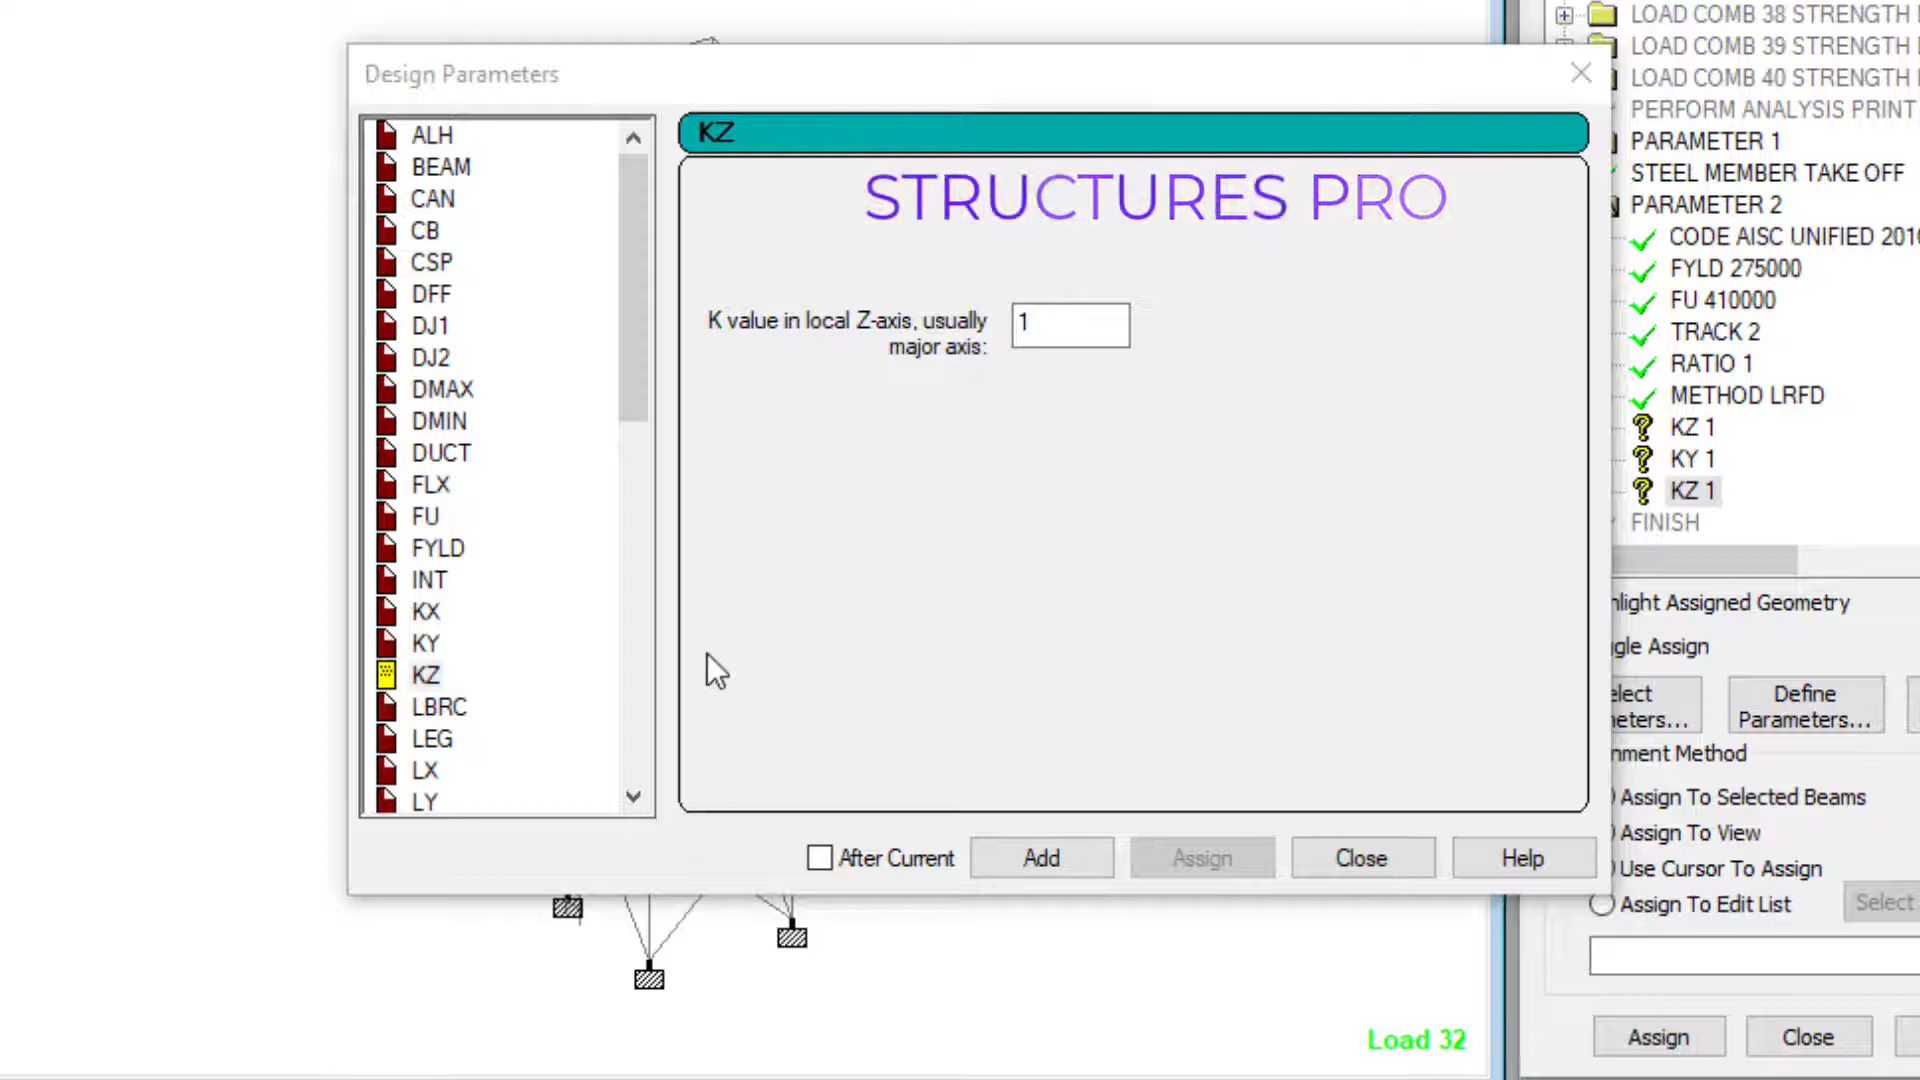 Design Parameters
ALH
BEAM
CAN
CB
CSP
DFF
DJ1
DJ2
DMAX
DMIN
DUCT
FLX
FU
FYLD
INT
KX
KY
KZ
LBRC
LEG
LX
LY
KZ
STRUCTURES PRO
K value in local Z-axis, usually
major axis:
1
After Current
Add
Assign
Close
Help
Load 32
LOAD COMB 38 STRENGTH
LOAD COMB 39 STRENGTH
LOAD COMB 40 STRENGTH
PERFORM ANALYSIS PRINT
PARAMETER 1
STEEL MEMBER TAKE OFF
PARAMETER 2
CODE AISC UNIFIED 201
FYLD 275000
FU 410000
TRACK 2
RATIO 1
METHOD LRFD
KZ 1
KY 1
KZ 1
FINISH
light Assigned Geometry
gle Assign
elect
eters...
Define
Parameters...
nment Method
Assign To Selected Beams
Assign To View
Use Cursor To Assign
Assign To Edit List
Select
Assign
Close